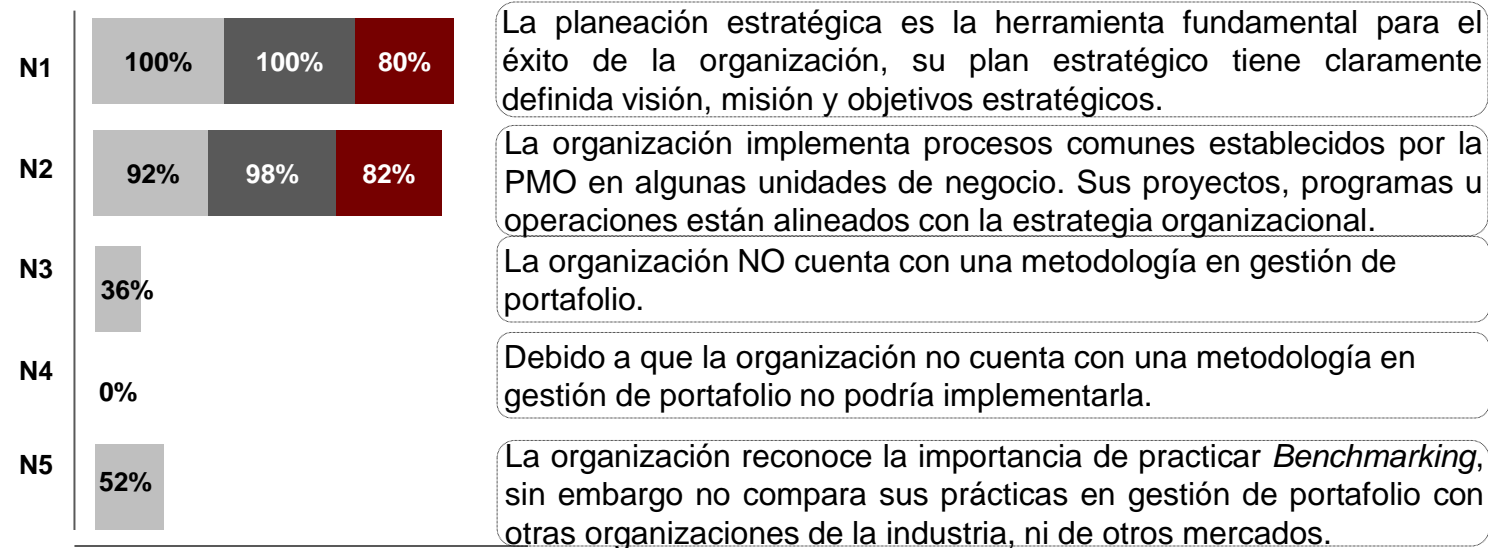 N1
100% 100% 80%
La planeación estratégica es la herramienta fundamental para el
éxito de la organización, su plan estratégico tiene claramente
definida visión, misión y objetivos estratégicos.
N2
92% 98% 82%
La organización implementa procesos comunes establecidos por la
PMO en algunas unidades de negocio. Sus proyectos, programas u
operaciones están alineados con la estrategia organizacional.
N3
36%
La organización NO cuenta con una metodología en gestión de
portafolio.
N4
0%
Debido a que la organización no cuenta con una metodología en
gestión de portafolio no podría implementarla.
N5
52%
La organización reconoce la importancia de practicar Benchmarking,
sin embargo no compara sus prácticas en gestión de portafolio con
otras organizaciones de la industria, ni de otros mercados.